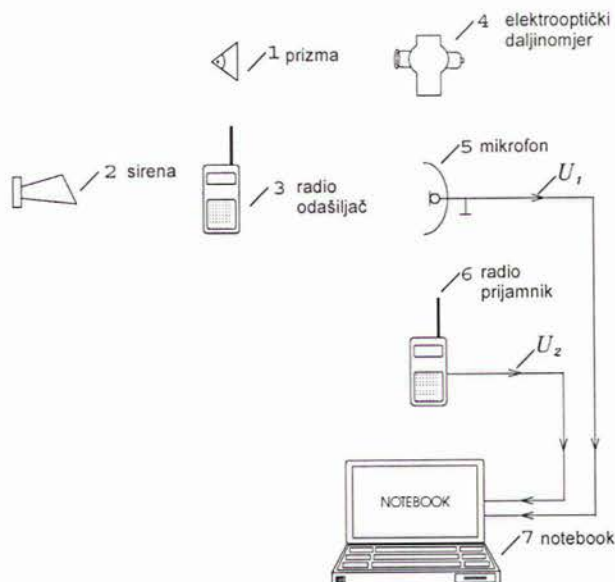 4 elektrooptički
daljinomjer
1 prizma
5 mikrofon
2 sirena
3 radio
odašiljač
U₁
6 radio
prijamnik
U₂
NOTEBOOK
7 notebook